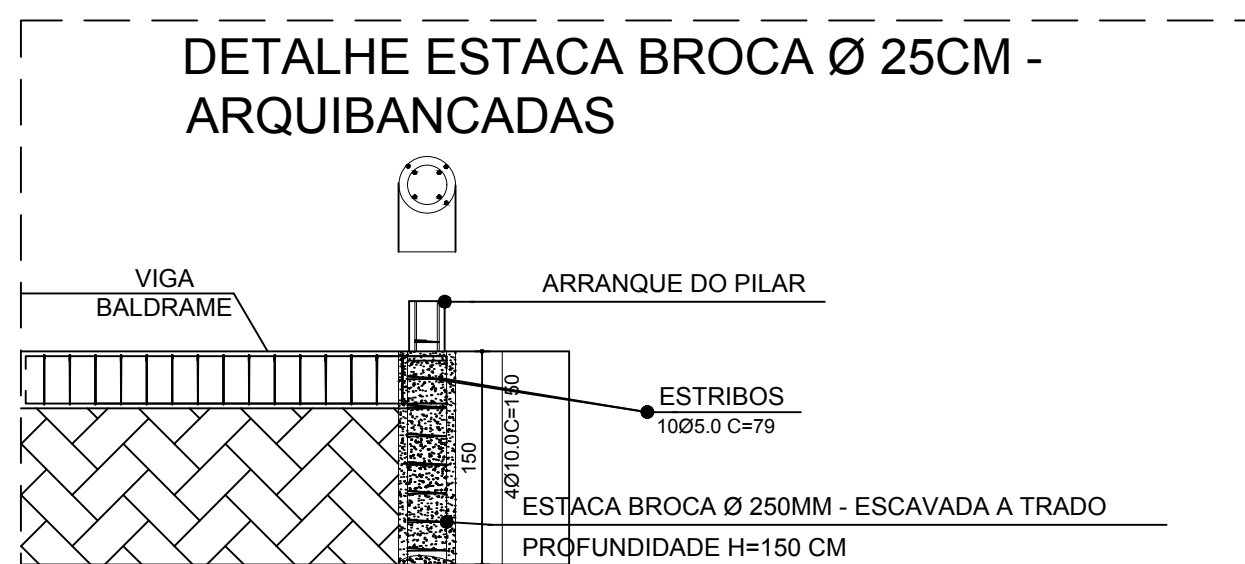 DETALHE ESTACA BROCA Ø 25CM -
ARQUIBANCADAS
VIGA
BALDRAME
ARRANQUE DO PILAR
ESTRIBOS
10Ø5.0 C=79
150
4Ø10.0C=150
ESTACA BROCA Ø 250MM - ESCAVADA A TRADO
PROFUNDIDADE H=150 CM